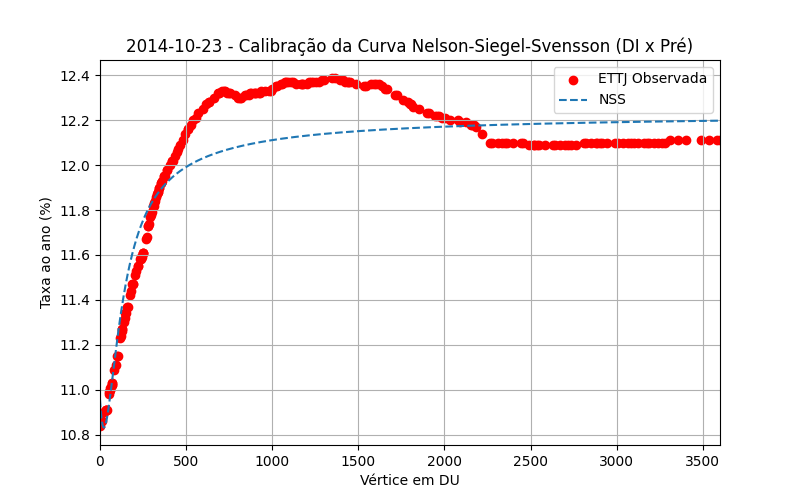 2014-10-23 - Calibração da Curva Nelson-Siegel-Svensson (DI x Pré)
ETTJ Observada
NSS
Taxa ao ano (%)
12.4
12.2
12.0
11.8
11.6
11.4
11.2
11.0
10.8
0 500 1000 1500 2000 2500 3000 3500
Vértice em DU